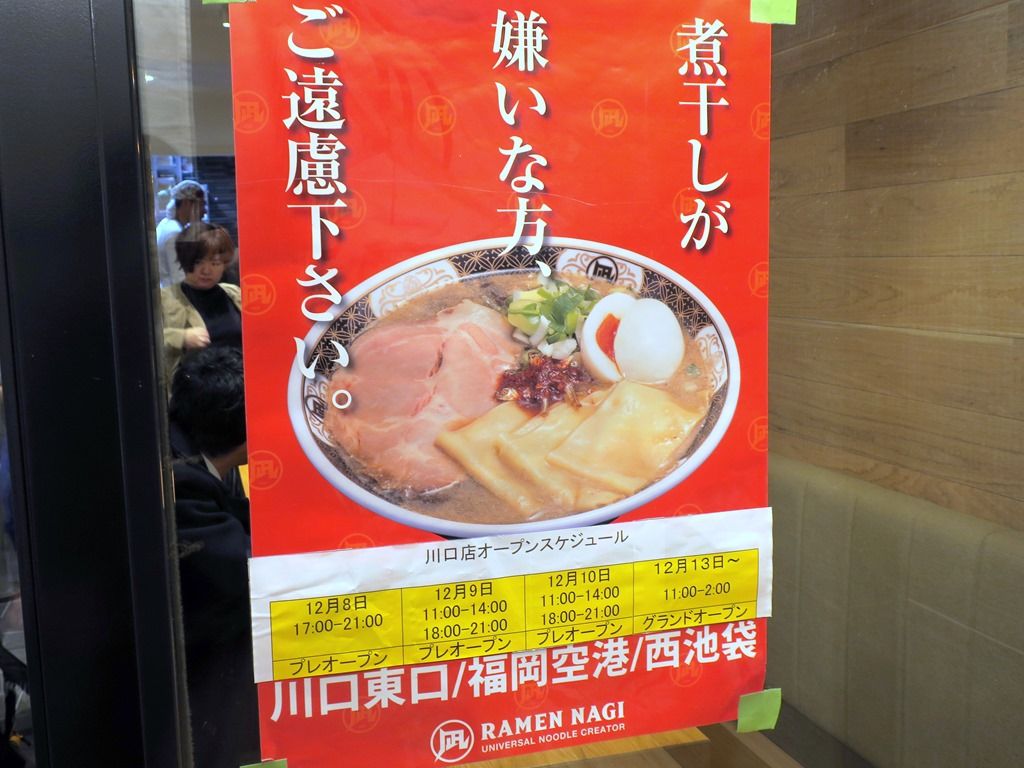 煮干しが
嫌いな方、
ご遠慮下さい。
凪
川口店オープンスケジュール
12月8日
17:00-21:00
プレオープン
12月9日
11:00-14:00
18:00-21:00
プレオープン
12月10日
11:00-14:00
18:00-21:00
プレオープン
12月13日～
11:00-2:00
グランドオープン
川口東口/福岡空港/西池袋
凪 RAMEN NAGI
UNIVERSAL NOODLE CREATOR